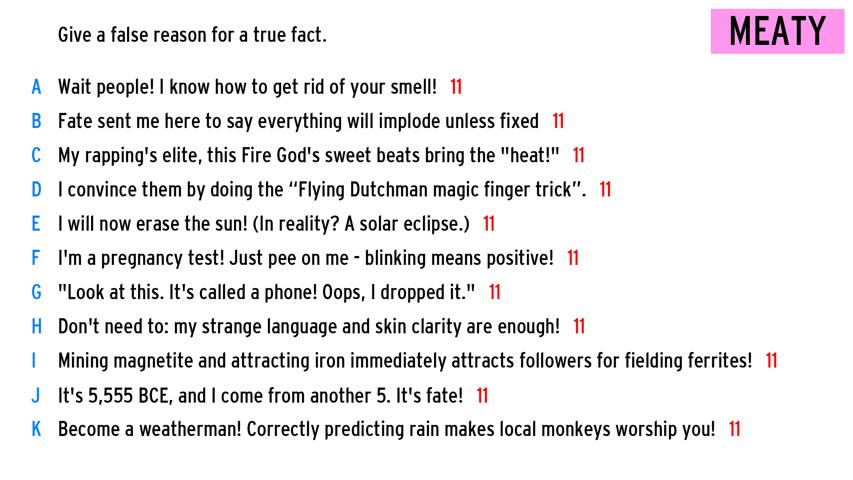 Give a false reason for a true fact.
MEATY
A Wait people! I know how to get rid of your smell! 11
B Fate sent me here to say everything will implode unless fixed 11
C My rapping's elite, this Fire God's sweet beats bring the "heat!" 11
D I convince them by doing the “Flying Dutchman magic finger trick”. 11
E I will now erase the sun! (In reality? A solar eclipse.) 11
F I'm a pregnancy test! Just pee on me - blinking means positive! 11
G "Look at this. It's called a phone! Oops, I dropped it." 11
H Don't need to: my strange language and skin clarity are enough! 11
I Mining magnetite and attracting iron immediately attracts followers for fielding ferrites! 11
J It's 5,555 BCE, and I come from another 5. It's fate! 11
K Become a weatherman! Correctly predicting rain makes local monkeys worship you! 11